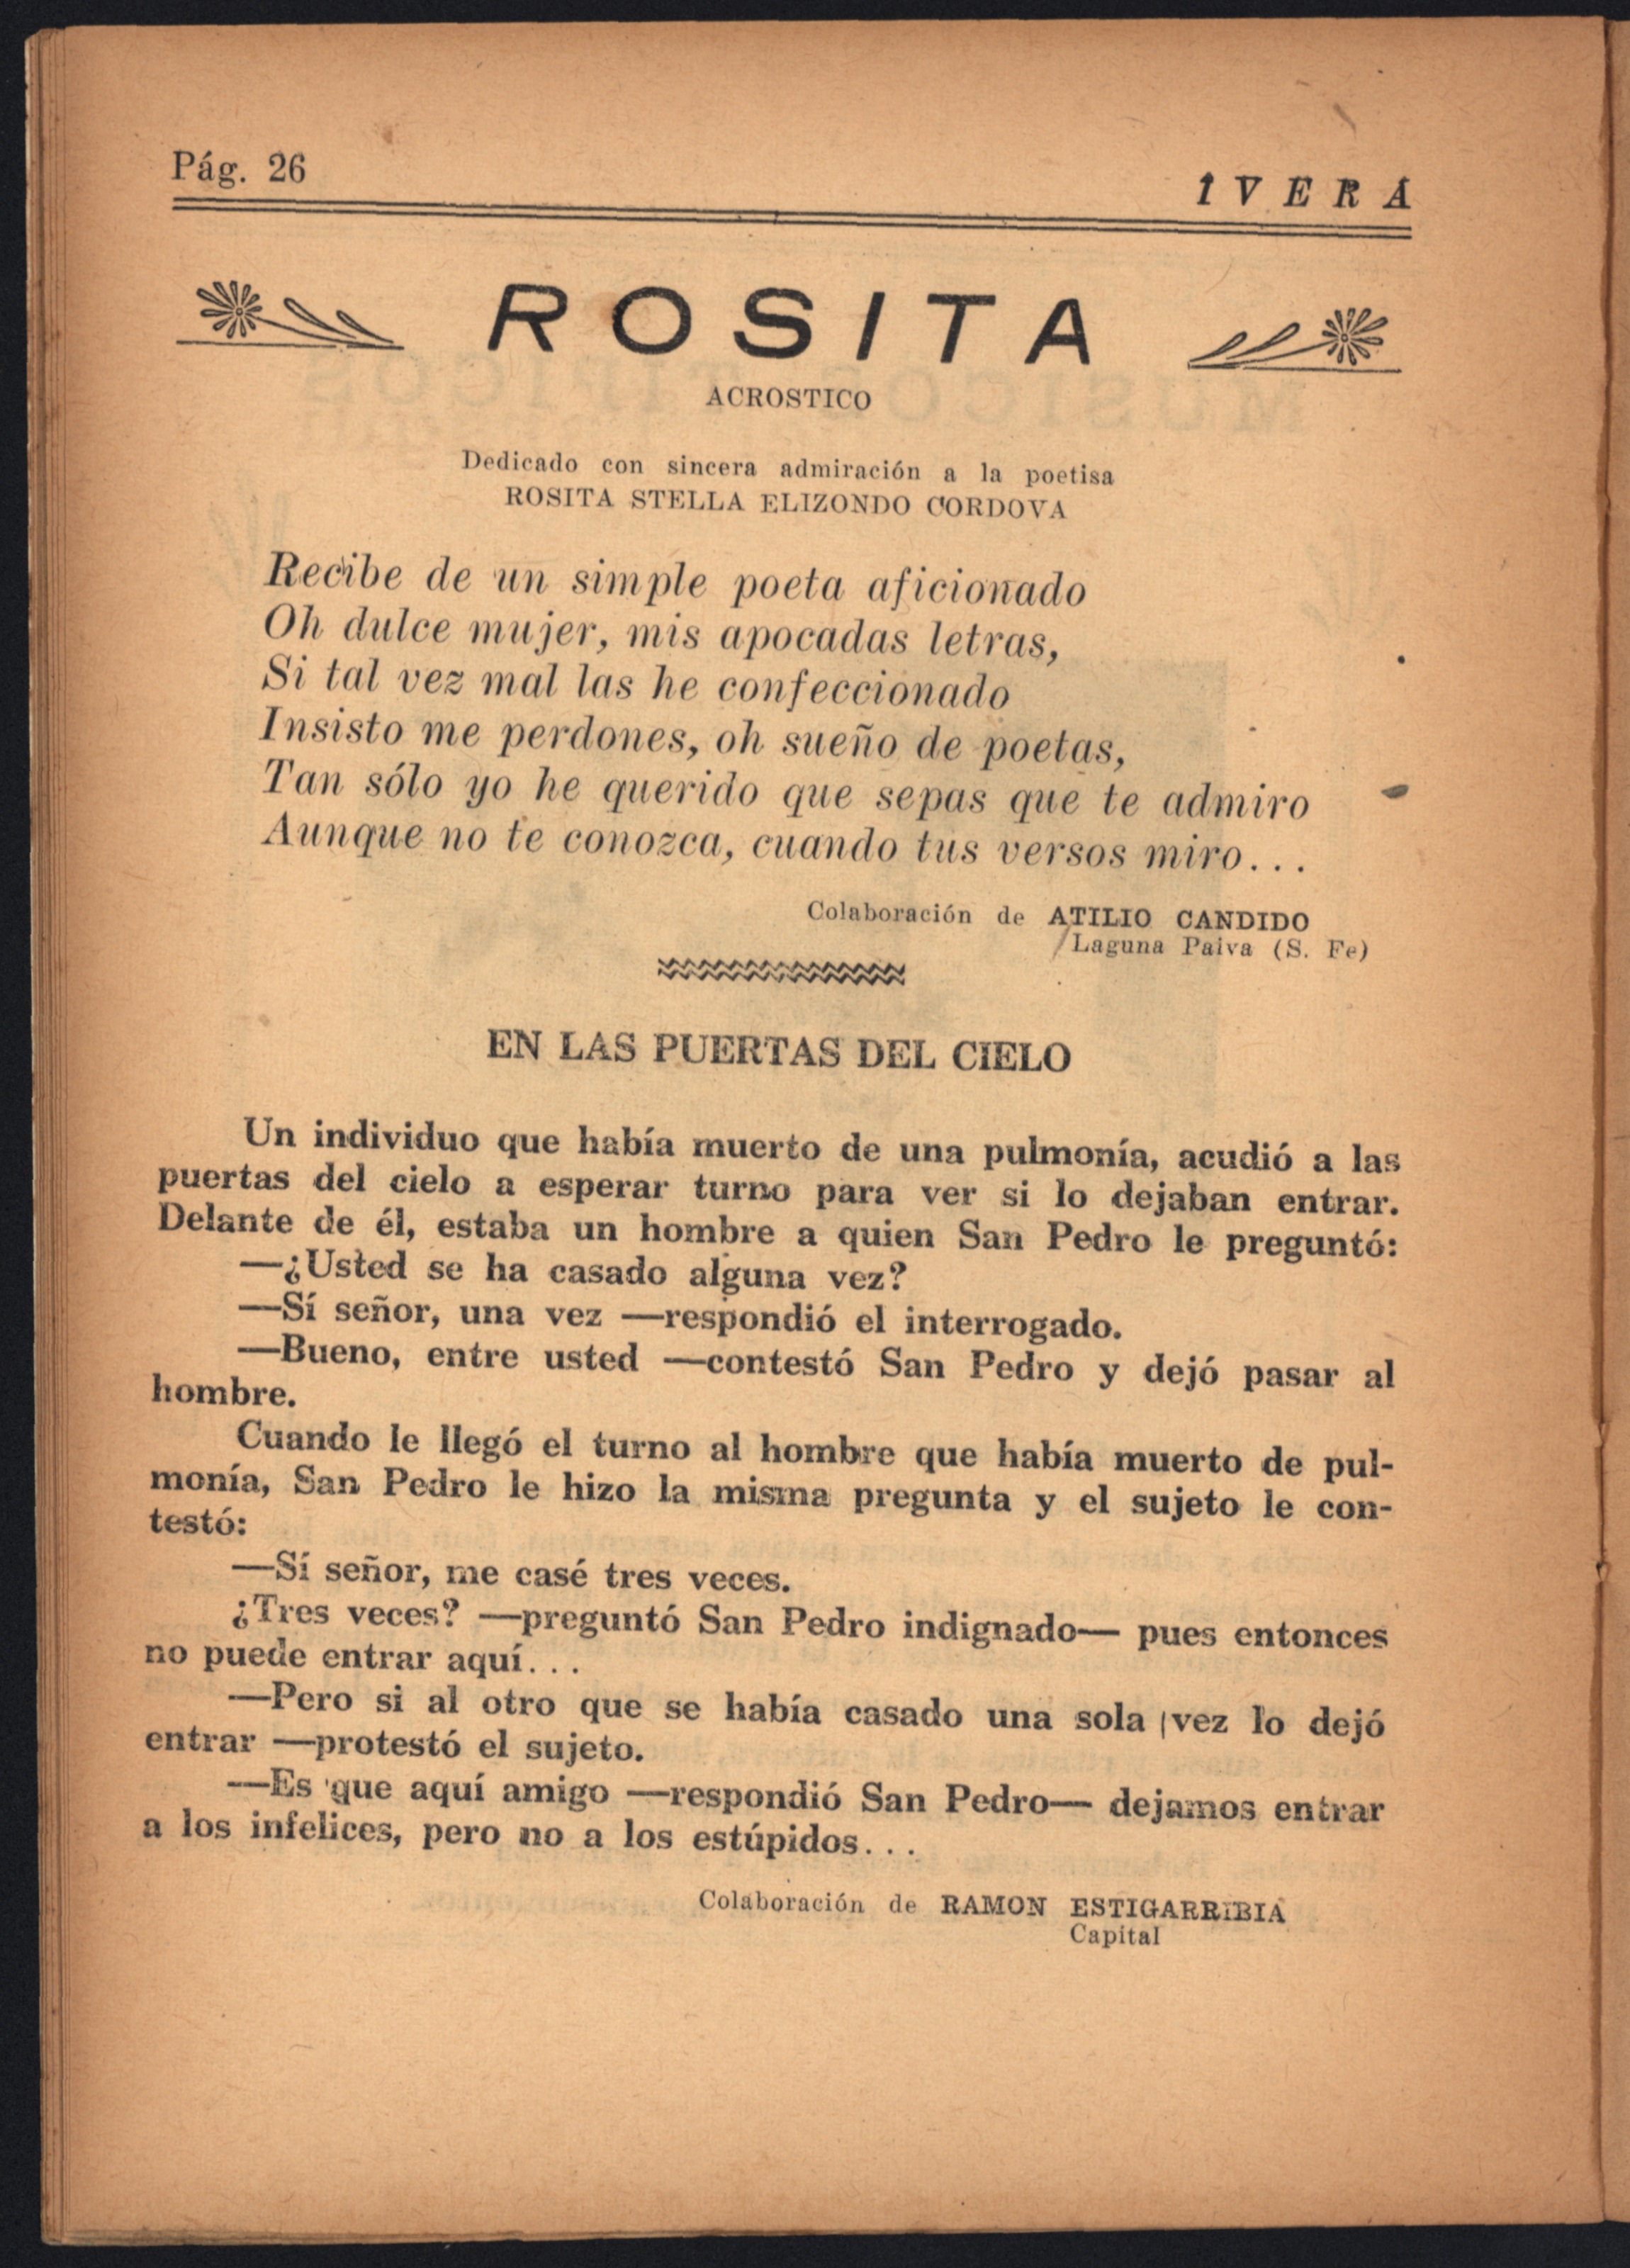 Pág. 26
IVERÁ
ROSITA
ACROSTICO
Dedicado con sincera admiración a la poetisa
ROSITA STELLA ELIZONDO CORDOVA
Recibe de un simple poeta aficionado
Oh dulce mujer, mis apocadas letras,
Si tal vez mal las he confeccionado
Insisto me perdones, oh sueño de poetas,
Tan sólo yo he querido que sepas que te admiro
Aunque no te conozca, cuando tus versos miro...
Colaboración de ATILIO CANDIDO
Laguna Paiva (S. Fe)
EN LAS PUERTAS DEL CIELO
Un individuo que había muerto de una pulmonía, acudió a las
puertas del cielo a esperar turno para ver si lo dejaban entrar.
Delante de él, estaba un hombre a quien San Pedro le preguntó:
—¿Usted se ha casado alguna vez?
—Sí señor, una vez —respondió el interrogado.
—Bueno, entre usted —contestó San Pedro y dejó pasar al
hombre.
Cuando le llegó el turno al hombre que había muerto de pul-
monía, San Pedro le hizo la misma pregunta y el sujeto le con-
testó:
—Sí señor, me casé tres veces.
¿Tres veces? —preguntó San Pedro indignado— pues entonces
no puede entrar aquí...
—Pero si al otro que se había casado una sola vez lo dejó
entrar —protestó el sujeto.
—Es que aquí amigo —respondió San Pedro— dejamos entrar
a los infelices, pero no a los estúpidos...
Colaboración de RAMON ESTIGARRIBIA
Capital